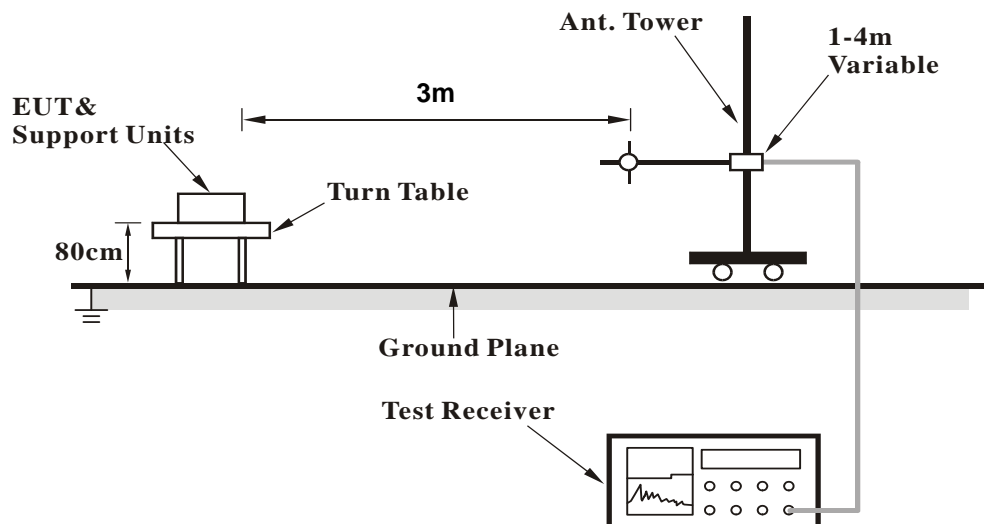 Ant. Tower
1-4m
Variable
3m
EUT&
Support Units
Turn Table
80cm
Ground Plane
Test Receiver